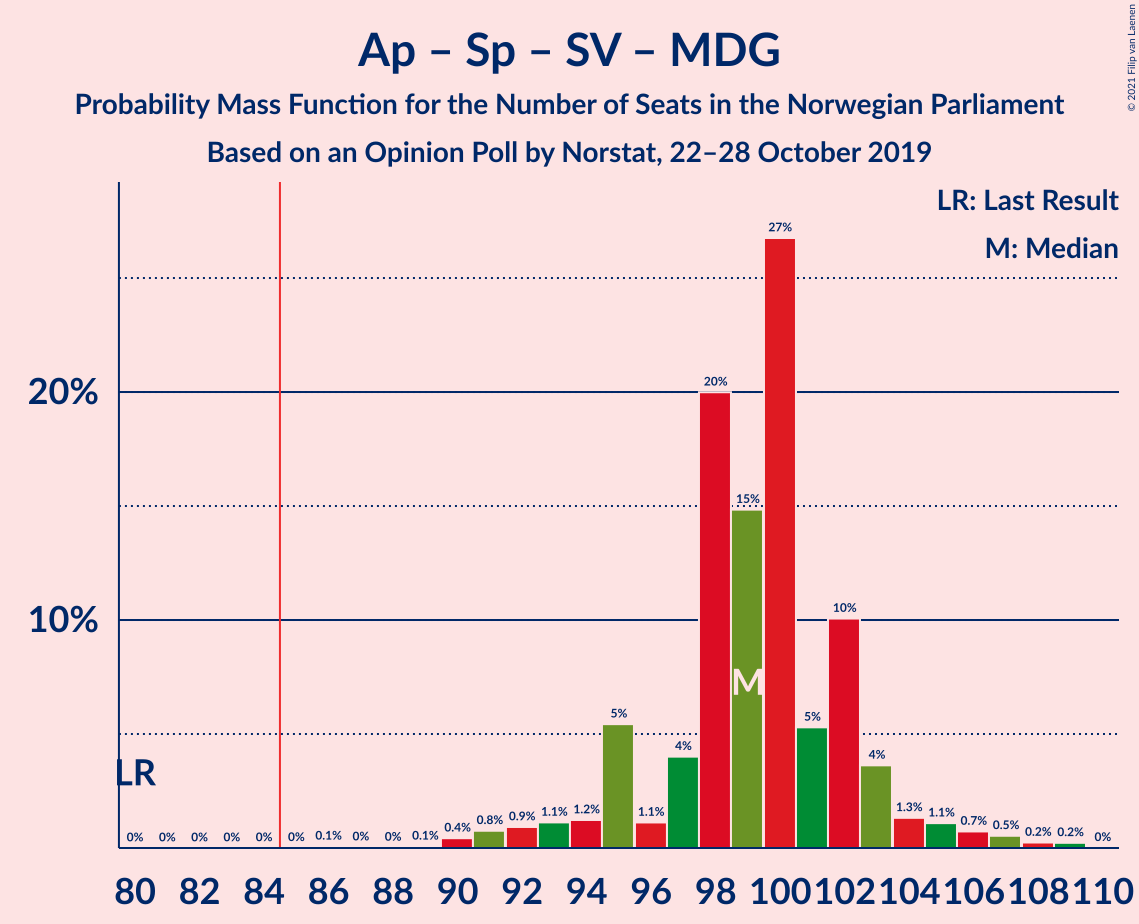 Ap – Sp – SV – MDG
Probability Mass Function for the Number of Seats in the Norwegian Parliament
Based on an Opinion Poll by Norstat, 22–28 October 2019
© 2021 Filip van Laenen
LR: Last Result
M: Median
27%
20%
20%
15%
10%
10%
M
5%
4%
5%
4%
LR
0% 0% 0% 0% 0% 0% 0.1% 0% 0% 0.1% 0.4% 0.8% 0.9% 1.1% 1.2% 1.1% 1.3% 1.1% 0.7% 0.5% 0.2% 0.2% 0%
80 82 84 86 88 90 92 94 96 98 100 102 104 106 108 110